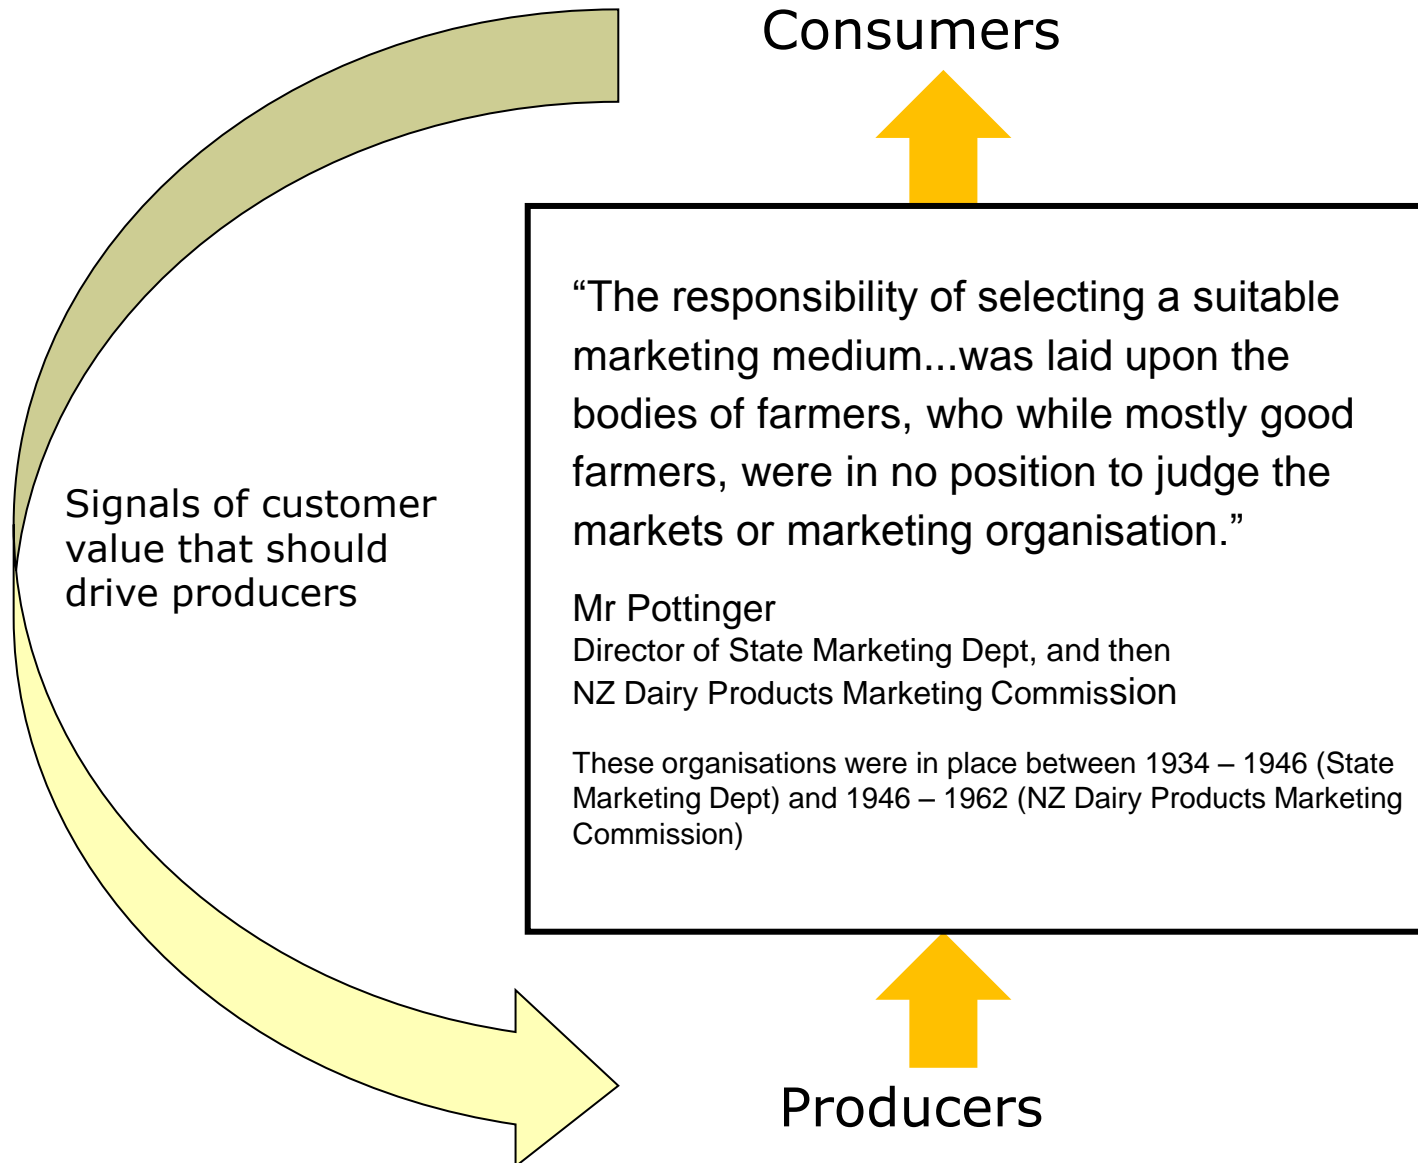 Consumers
“The responsibility of selecting a suitable
marketing medium...was laid upon the
bodies of farmers, who while mostly good
farmers, were in no position to judge the
markets or marketing organisation.”
Mr Pottinger
Director of State Marketing Dept, and then
NZ Dairy Products Marketing Commission
These organisations were in place between 1934 – 1946 (State
Marketing Dept) and 1946 – 1962 (NZ Dairy Products Marketing
Commission)
Signals of customer
value that should
drive producers
Producers